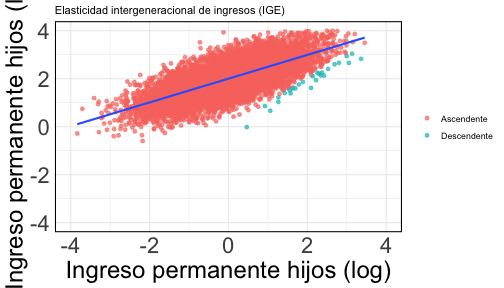 Elasticidad intergeneracional de ingresos (IGE)
Ingreso permanente hijos (l
4
2
0
-2
-4
-4
-2
0
2
4
Ingreso permanente hijos (log)
Ascendente
Descendente